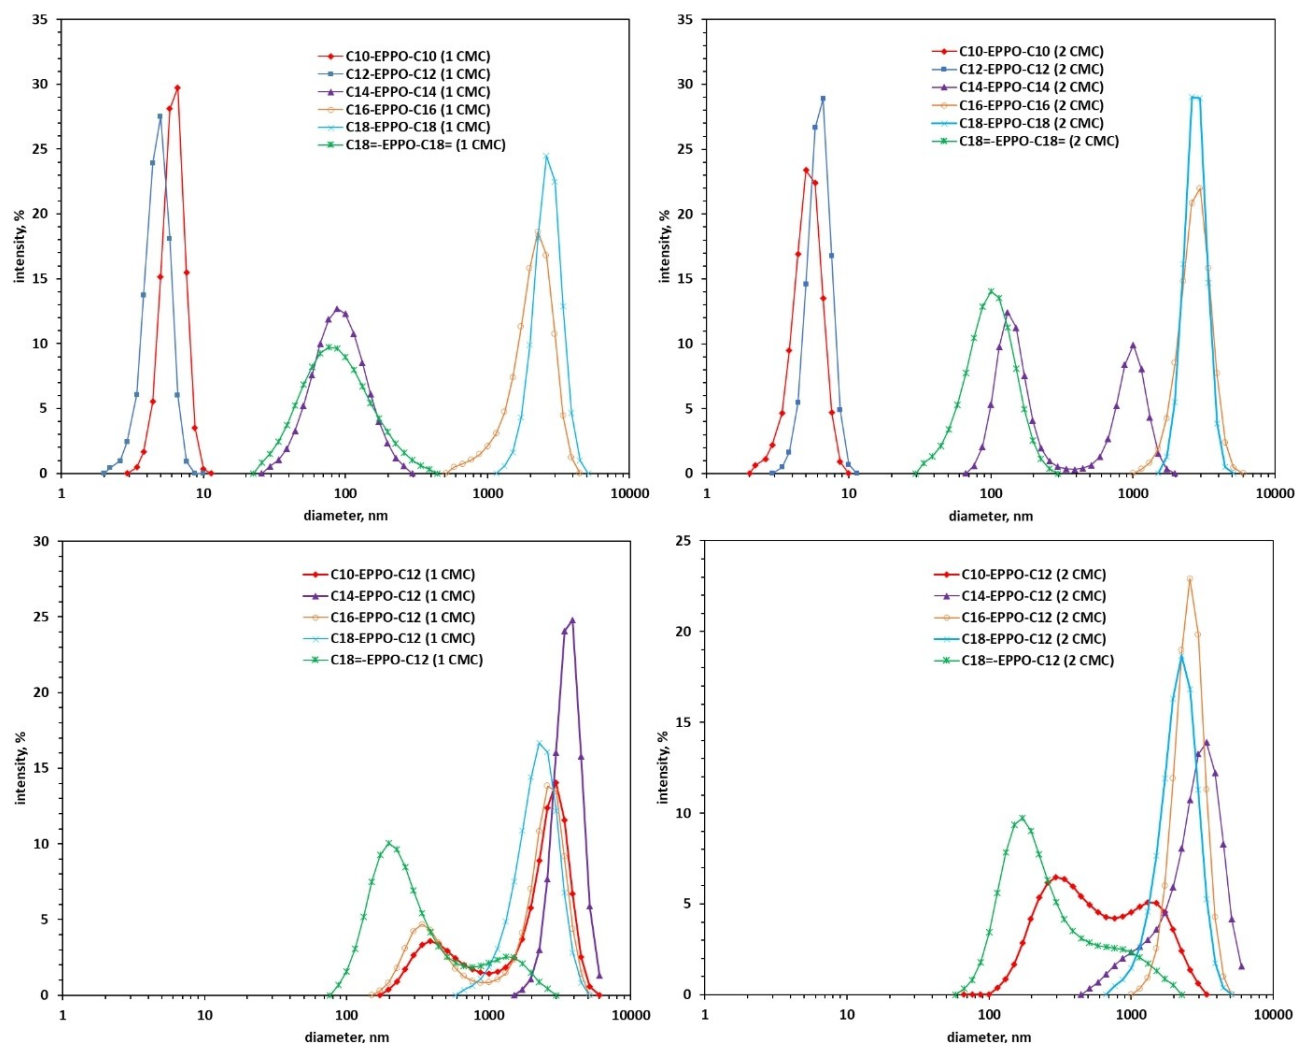 35
30
25
20
15
10
5
0
intensity, %
C10-EPPO-C10 (1 CMC)
C12-EPPO-C12 (1 CMC)
C14-EPPO-C14 (1 CMC)
C16-EPPO-C16 (1 CMC)
C18-EPPO-C18 (1 CMC)
C18=-EPPO-C18= (1 CMC)
1 10 100 1000 10000
diameter, nm
35
30
25
20
15
10
5
0
intensity, %
C10-EPPO-C10 (2 CMC)
C12-EPPO-C12 (2 CMC)
C14-EPPO-C14 (2 CMC)
C16-EPPO-C16 (2 CMC)
C18-EPPO-C18 (2 CMC)
C18=-EPPO-C18= (2 CMC)
1 10 100 1000 10000
diameter, nm
30
25
20
15
10
5
0
intensity, %
C10-EPPO-C12 (1 CMC)
C14-EPPO-C12 (1 CMC)
C16-EPPO-C12 (1 CMC)
C18-EPPO-C12 (1 CMC)
C18=-EPPO-C12 (1 CMC)
1 10 100 1000 10000
diameter, nm
25
20
15
10
5
0
intensity, %
C10-EPPO-C12 (2 CMC)
C14-EPPO-C12 (2 CMC)
C16-EPPO-C12 (2 CMC)
C18-EPPO-C12 (2 CMC)
C18=-EPPO-C12 (2 CMC)
1 10 100 1000 10000
diameter, nm